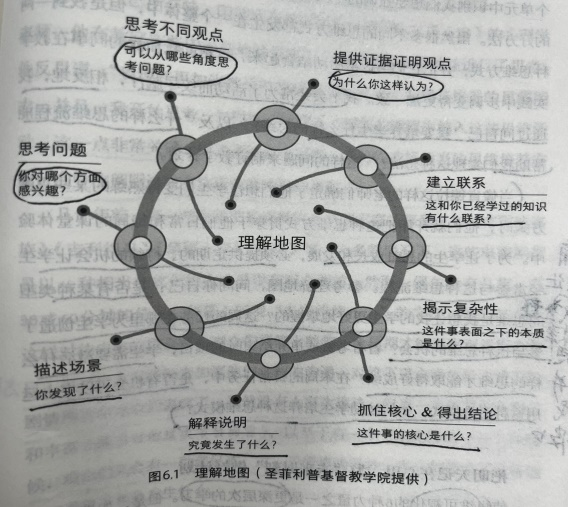 思考不同观点
可以从哪些角度思
考问题?
提供证据证明观点
为什么你这样认为?
建立联系
这和你已经学过的知识
有什么联系?
揭示复杂性
这件事表面之下的本质
是什么?
抓住核心 & 得出结论
这件事的核心是什么?
解释说明
究竟发生了什么?
描述场景
你发现了什么?
思考问题
你对哪个方面
感兴趣?
理解地图
图6.1 理解地图(圣菲利普基督教学院提供)